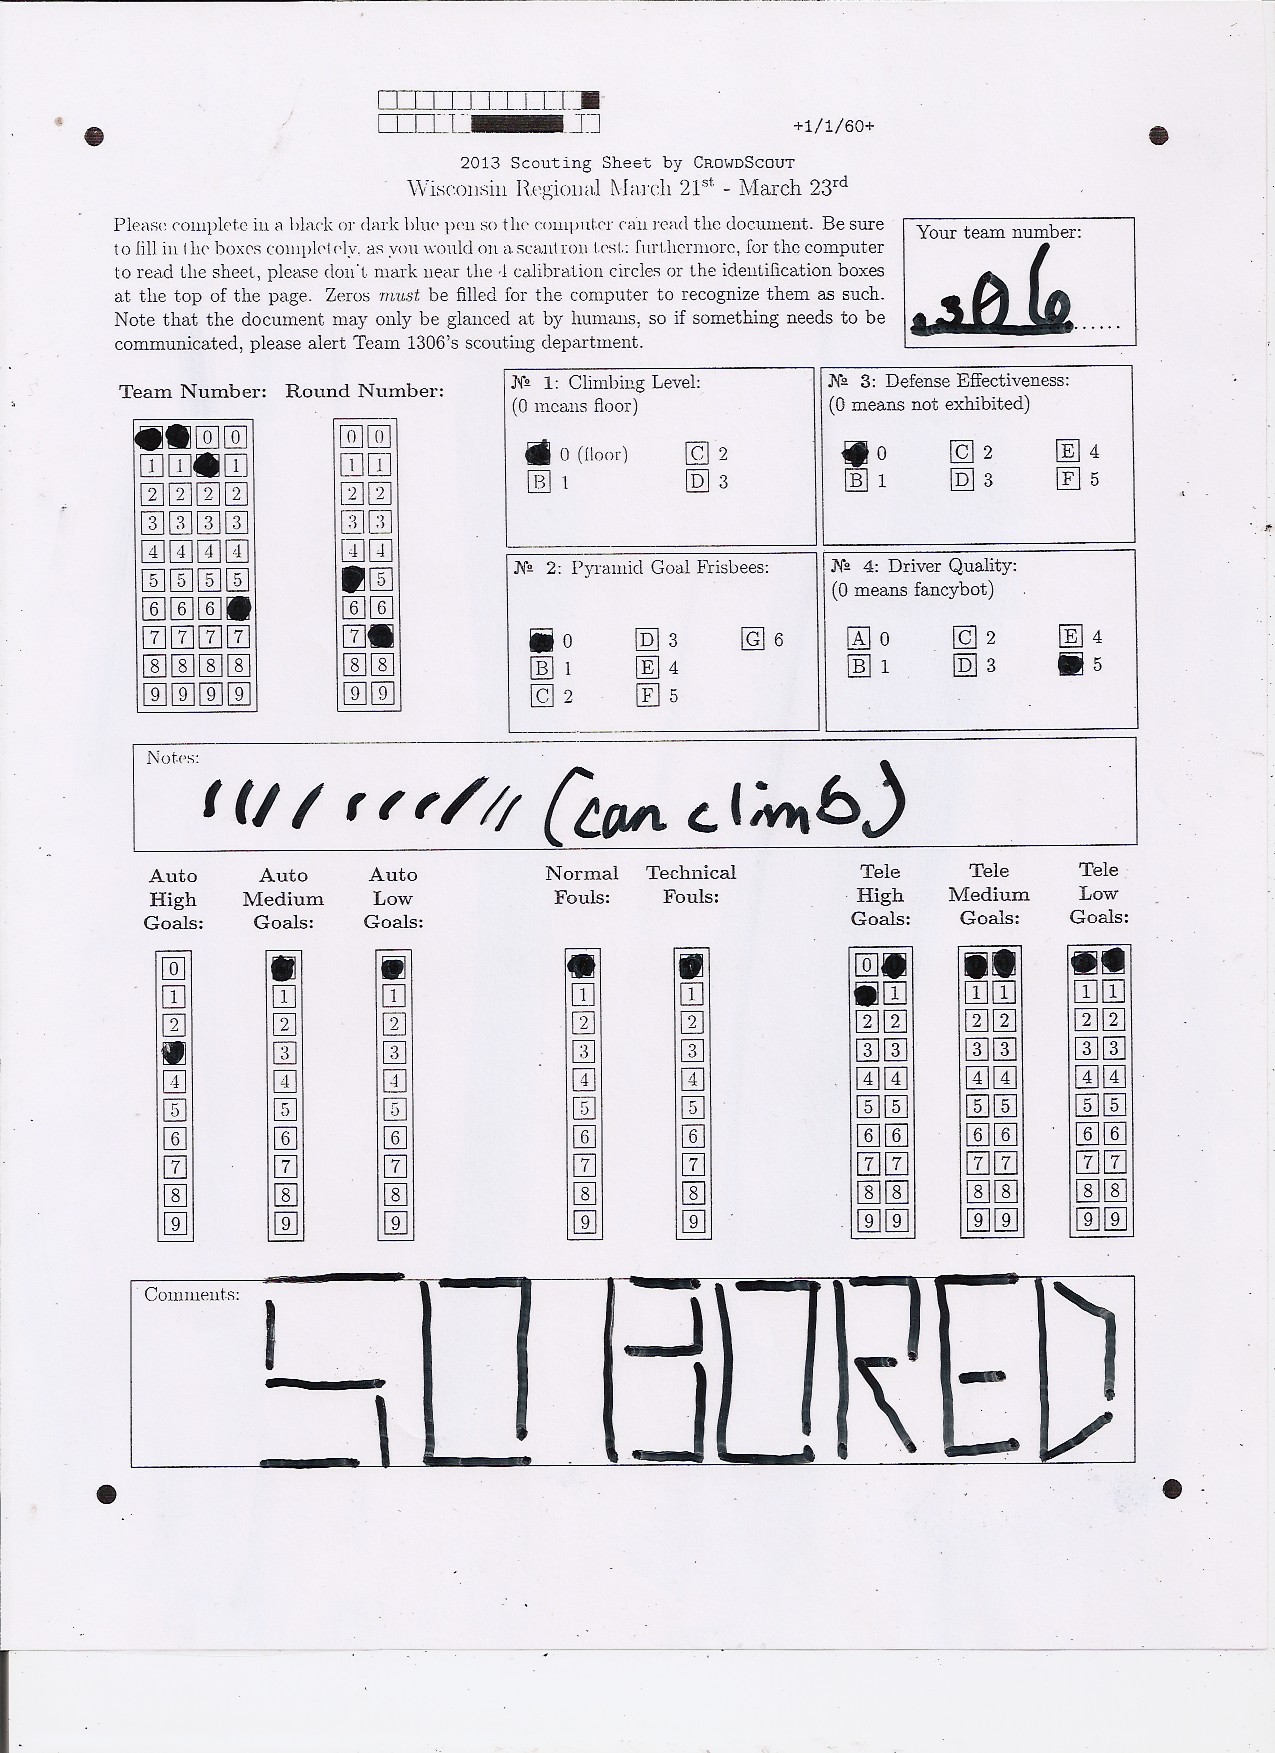 +1/1/60+
2013 Scouting Sheet by CrowdScout
Wisconsin Regional March 21st - March 23rd
Please complete in a black or dark blue pen so the computer can read the document. Be sure
to fill in the boxes completely, as you would on a scantron test; furthermore, for the computer
to read the sheet, please don't mark near the 4 calibration circles or the identification boxes
at the top of the page. Zeros must be filled for the computer to recognize them as such.
Note that the document may only be glanced at by humans, so if something needs to be
communicated, please alert Team 1306's scouting department.
Your team number:
1306
Team Number: Round Number:
0 0 0 0
1 1 1 1 1
2 2 2 2 2 2
3 3 3 3 3 3
4 4 4 4 4 4
5 5 5 5 5
6 6 6 6 6
7 7 7 7 7
8 8 8 8 8 8
9 9 9 9 9 9
№ 1: Climbing Level:
(0 means floor)
0 (floor) C 2
B 1 D 3
№ 3: Defense Effectiveness:
(0 means not exhibited)
0 C 2 E 4
B 1 D 3 F 5
№ 2: Pyramid Goal Frisbees:
0 D 3 G 6
B 1 E 4
C 2 F 5
№ 4: Driver Quality:
(0 means fancybot)
A 0 C 2 E 4
B 1 D 3 5
Notes:
(can climb)
Auto High Goals:
Auto Medium Goals:
Auto Low Goals:
Normal Fouls:
Technical Fouls:
Tele High Goals:
Tele Medium Goals:
Tele Low Goals:
0 0
1 1 1 1 1 1 1 1 1 1
2 2 2 2 2 2 2 2 2 2 2
3 3 3 3 3 3 3 3 3 3
4 4 4 4 4 4 4 4 4 4 4
5 5 5 5 5 5 5 5 5 5 5
6 6 6 6 6 6 6 6 6 6 6
7 7 7 7 7 7 7 7 7 7 7
8 8 8 8 8 8 8 8 8 8 8
9 9 9 9 9 9 9 9 9 9 9
Comments:
SO BORED